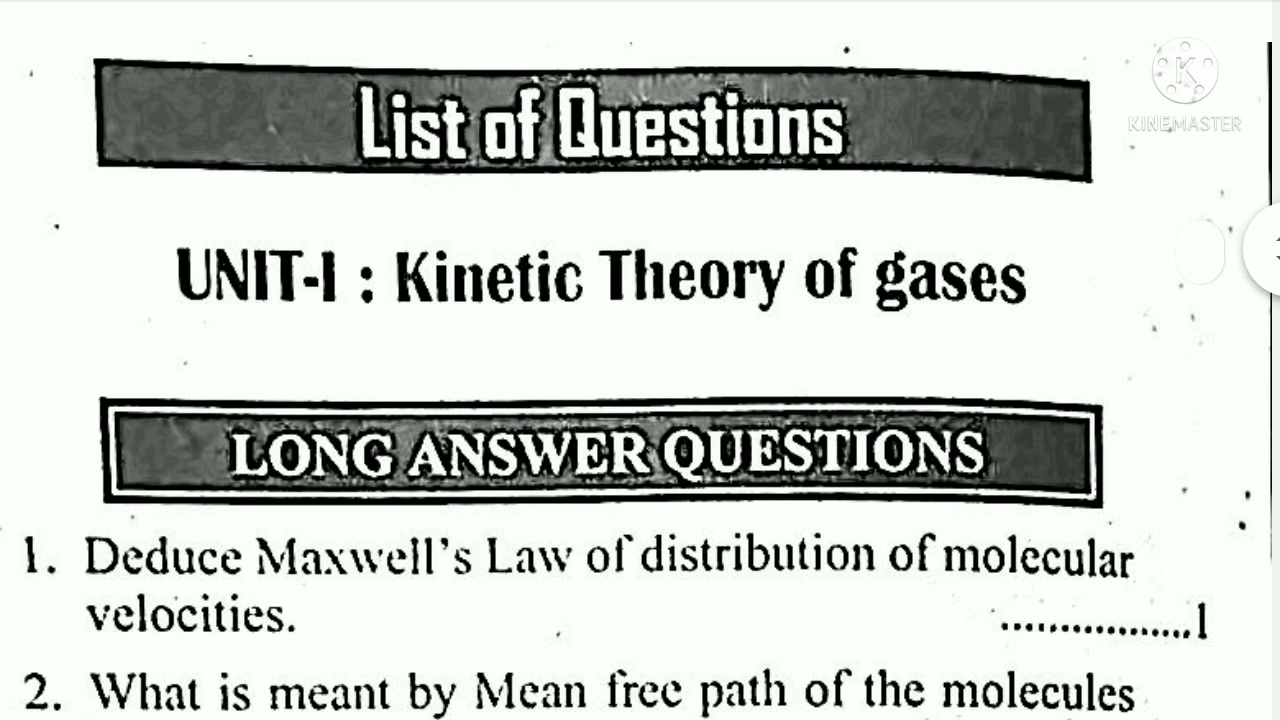 List of Questions
KINEMASTER
UNIT-I : Kinetic Theory of gases
LONG ANSWER QUESTIONS
1. Deduce Maxwell's Law of distribution of molecular
velocities. .................1
2. What is meant by Mean free path of the molecules